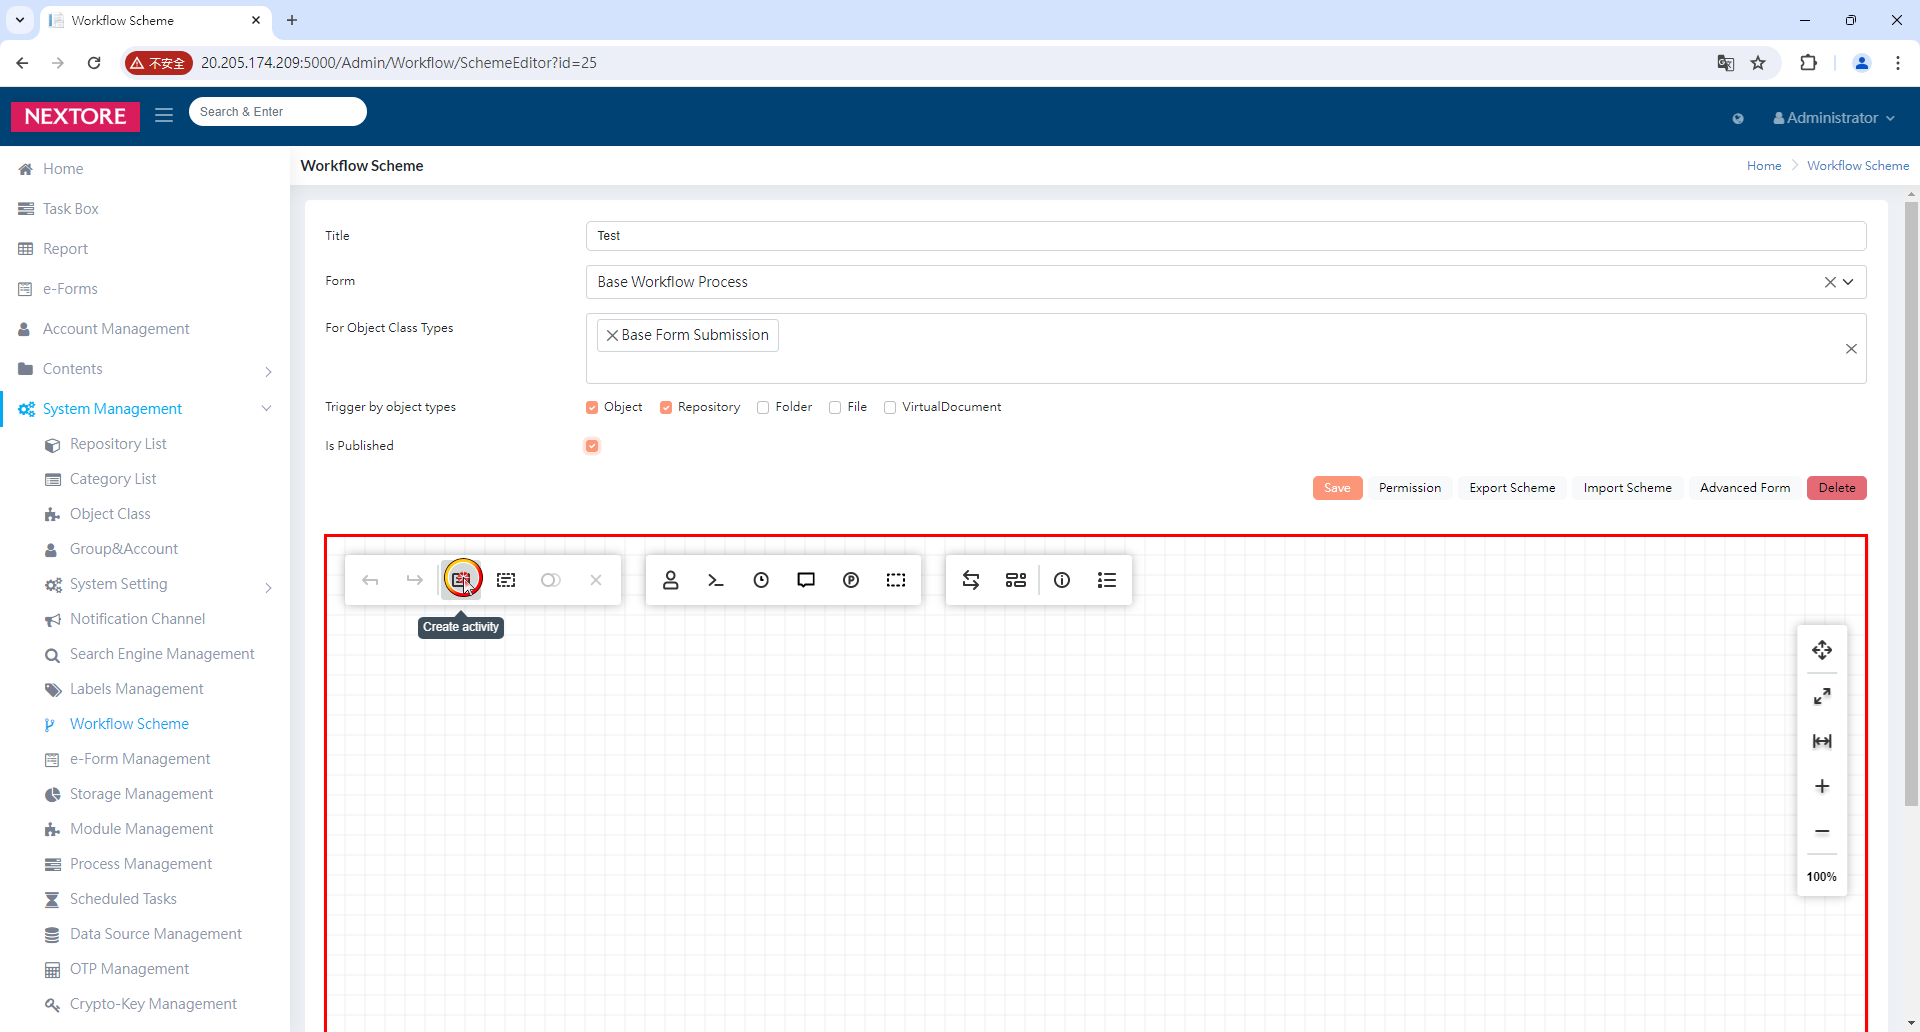 Workflow Scheme
不安全
20.205.174.209:5000/Admin/Workflow/SchemeEditor?id=25
NEXTORE
Search & Enter
Administrator
Home
Task Box
Report
e-Forms
Account Management
Contents
System Management
Repository List
Category List
Object Class
Group&Account
System Setting
Notification Channel
Search Engine Management
Labels Management
Workflow Scheme
e-Form Management
Storage Management
Module Management
Process Management
Scheduled Tasks
Data Source Management
OTP Management
Crypto-Key Management
Workflow Scheme
Home
Workflow Scheme
Title
Test
Form
Base Workflow Process
For Object Class Types
Base Form Submission
Trigger by object types
Object Repository Folder File VirtualDocument
Is Published
Save Permission Export Scheme Import Scheme Advanced Form Delete
Create activity
100%